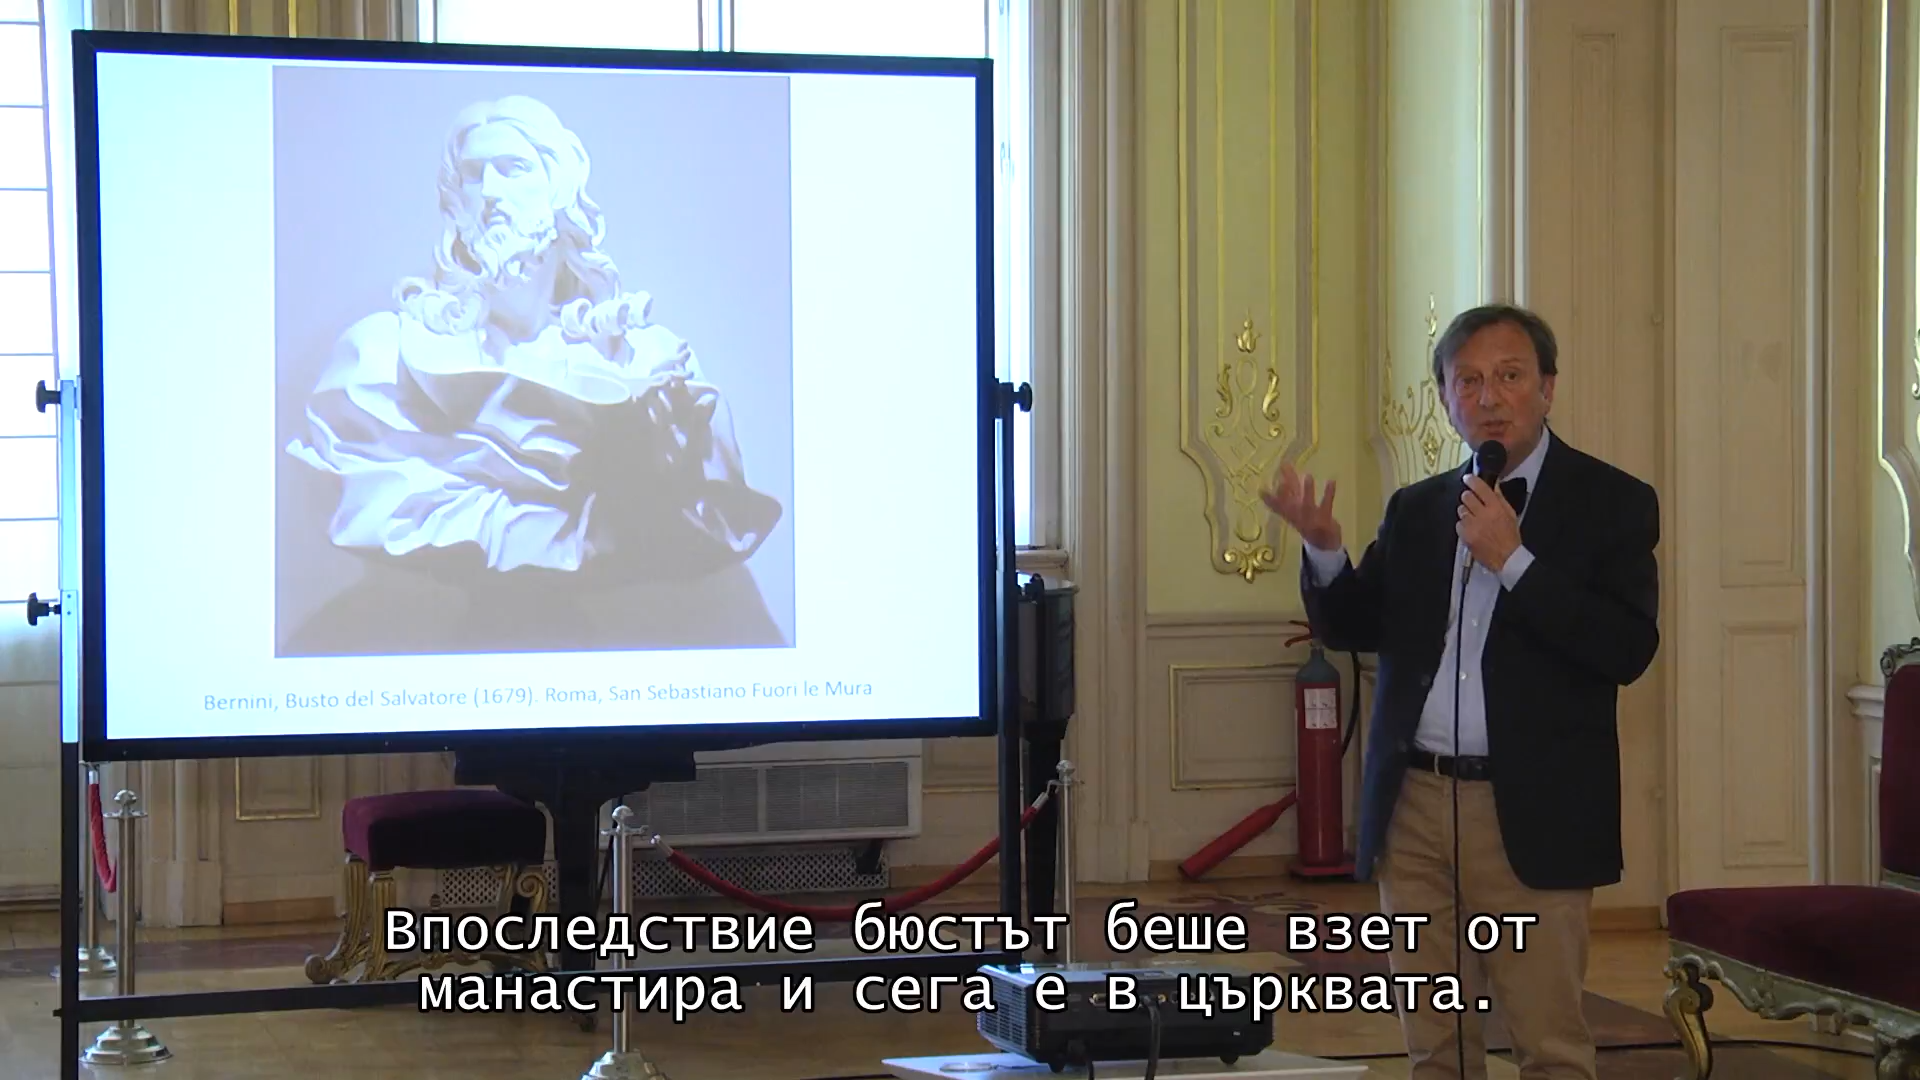 Bernini, Busto del Salvatore (1679). Roma, San Sebastiano Fuori le Mura
Впоследствие бюстът беше взет от
манастира и сега е в църквата.